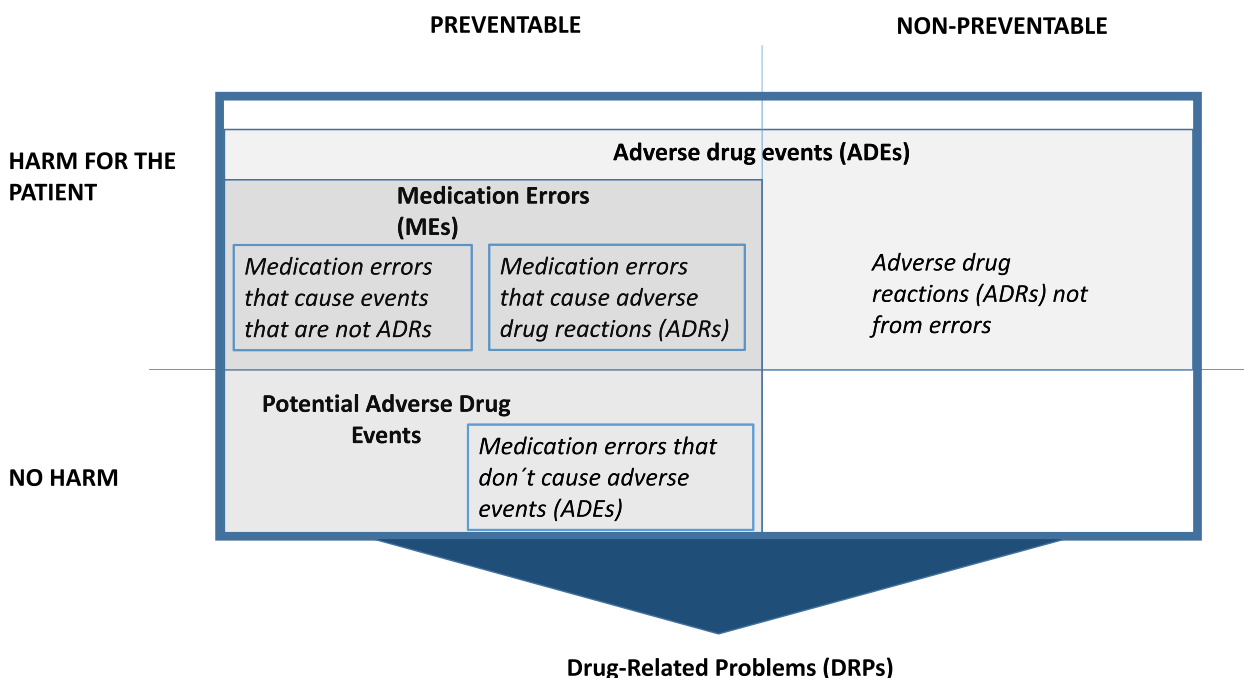 PREVENTABLE
NON-PREVENTABLE
HARM FOR THE
PATIENT
Adverse drug events (ADEs)
Medication Errors
(MEs)
Medication errors
that cause events
that are not ADRs
Medication errors
that cause adverse
drug reactions (ADRs)
Adverse drug
reactions (ADRs) not
from errors
NO HARM
Potential Adverse Drug
Events
Medication errors that
don´t cause adverse
events (ADEs)
Drug-Related Problems (DRPs)